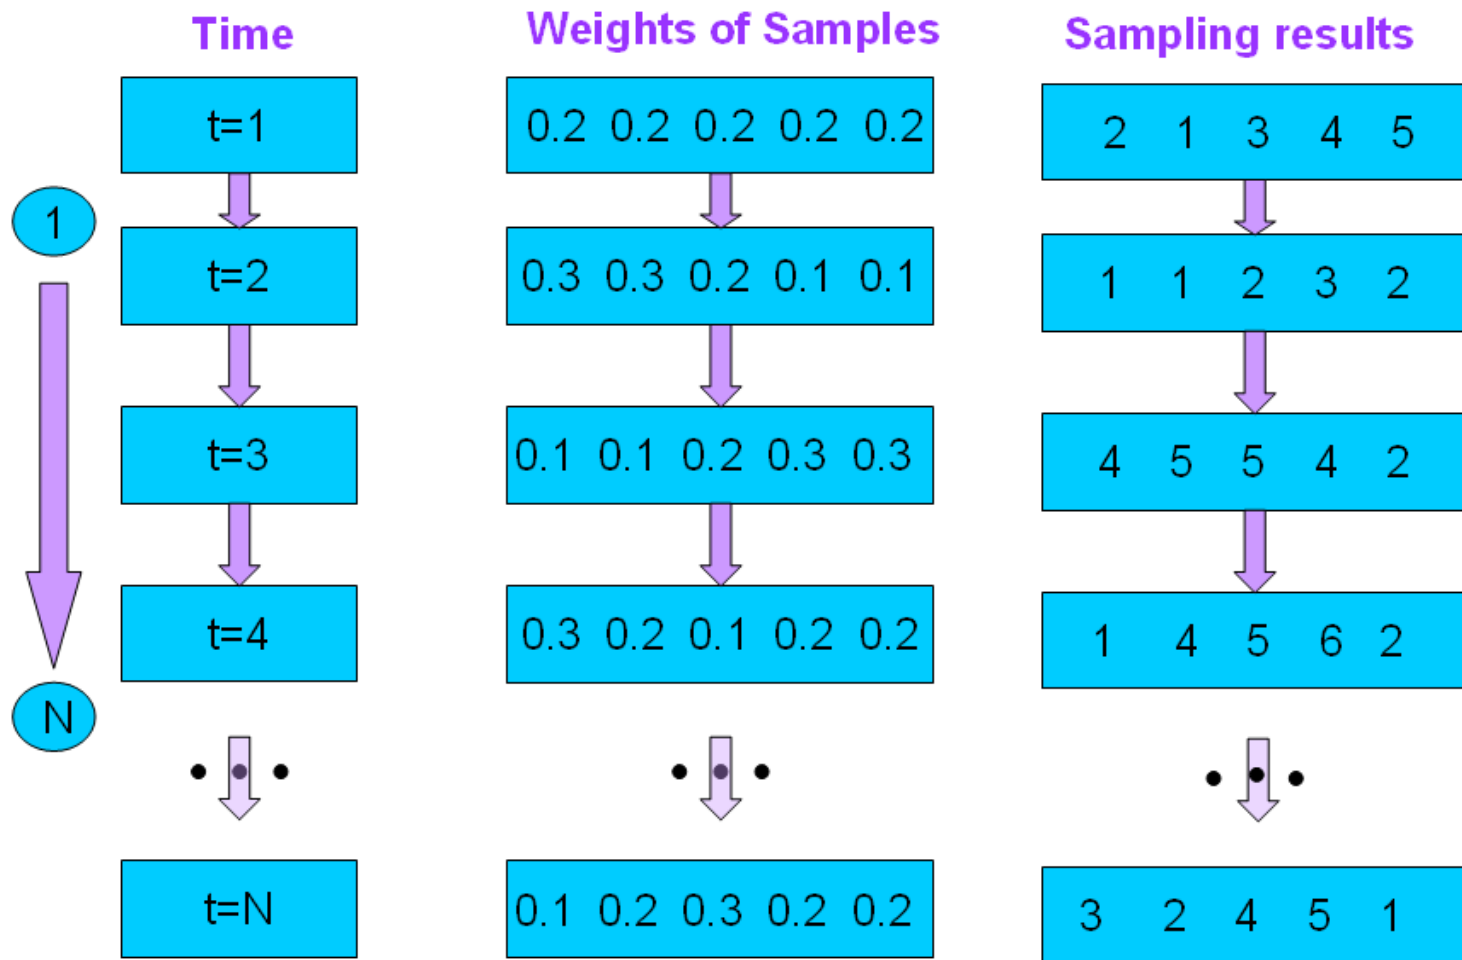 Time Weights of Samples Sampling results
t=1 0.2 0.2 0.2 0.2 0.2 2 1 3 4 5
1
t=2 0.3 0.3 0.2 0.1 0.1 1 1 2 3 2
t=3 0.1 0.1 0.2 0.3 0.3 4 5 5 4 2
t=4 0.3 0.2 0.1 0.2 0.2 1 4 5 6 2
N
t=N 0.1 0.2 0.3 0.2 0.2 3 2 4 5 1